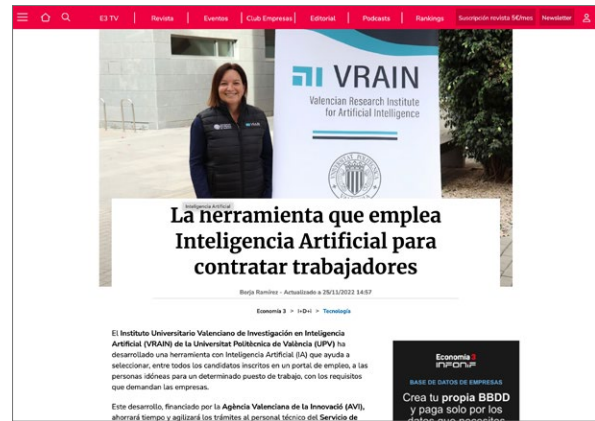 E3 TV | Revista | Eventos | Club Empresas | Editorial | Podcasts | Rankings Suscripción revista 5€/mes Newsletter
VRAIN
Valencian Research Institute
for Artificial Intelligence
VRAIN
Inteligencia Artificial
La herramienta que emplea
Inteligencia Artificial para
contratar trabajadores
Borja Ramírez - Actualizado a 25/11/2022 14:57
Economía 3 > I+D+i > Tecnología
El Instituto Universitario Valenciano de Investigación en Inteligencia
Artificial (VRAIN) de la Universitat Politècnica de València (UPV) ha
desarrollado una herramienta con Inteligencia Artificial (IA) que ayuda a
seleccionar, entre todos los candidatos inscritos en un portal de empleo, a las
personas idóneas para un determinado puesto de trabajo, con los requisitos
que demandan las empresas.
Este desarrollo, financiado por la Agència Valenciana de la Innovació (AVI),
ahorrará tiempo y agilizará los trámites al personal técnico del Servicio de
Economía 3
INFONIF
BASE DE DATOS DE EMPRESAS
Crea tu propia BBDD
y paga solo por los
datos que necesites